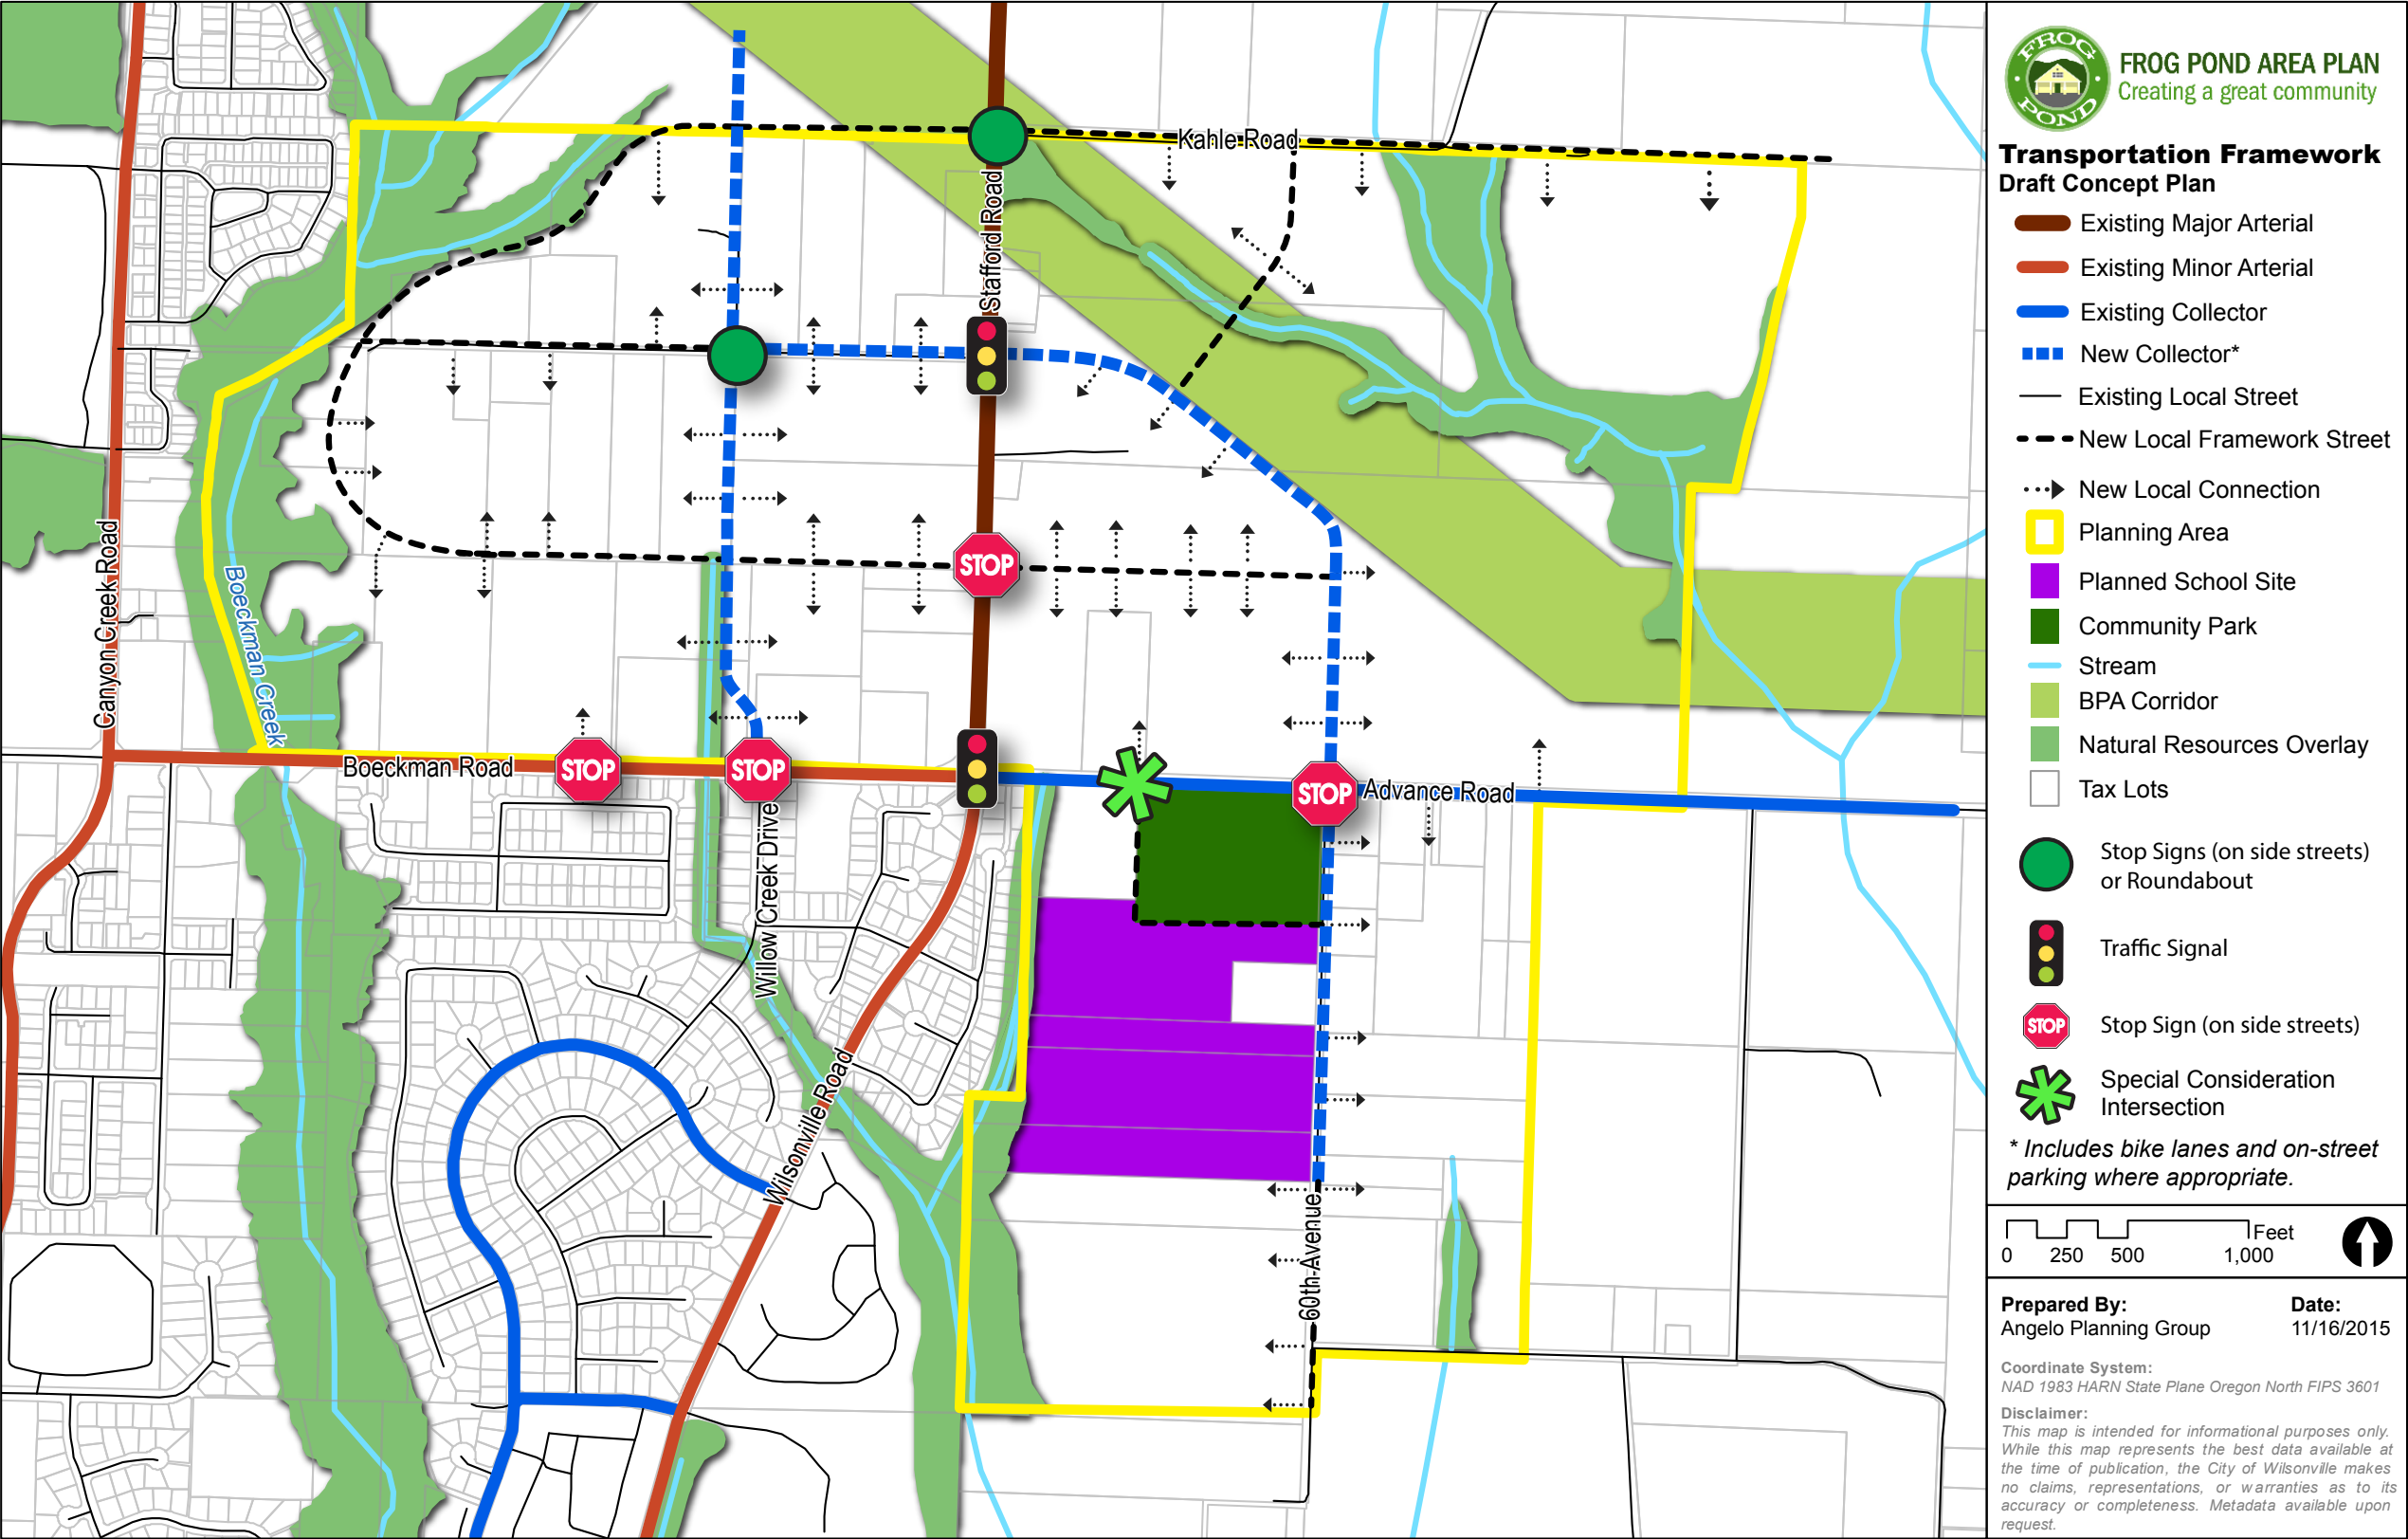 FROG
POND
FROG POND AREA PLAN
Creating a great community
Transportation Framework
Draft Concept Plan
Existing Major Arterial
Existing Minor Arterial
Existing Collector
New Collector*
Existing Local Street
New Local Framework Street
New Local Connection
Planning Area
Planned School Site
Community Park
Stream
BPA Corridor
Natural Resources Overlay
Tax Lots
Stop Signs (on side streets)
or Roundabout
Traffic Signal
STOP
Stop Sign (on side streets)
Special Consideration
Intersection
* Includes bike lanes and on-street
parking where appropriate.
Feet
0 250 500 1,000
Prepared By:
Angelo Planning Group
Date:
11/16/2015
Coordinate System:
NAD 1983 HARN State Plane Oregon North FIPS 3601
Disclaimer:
This map is intended for informational purposes only.
While this map represents the best data available at
the time of publication, the City of Wilsonville makes
no claims, representations, or warranties as to its
accuracy or completeness. Metadata available upon
request.
Kahle Road
Stafford Road
STOP
Canyon Creek Road
Boeckman Creek
Boeckman Road
STOP
STOP
STOP
Advance Road
Willow Creek Drive
Wilsonville Road
60th Avenue